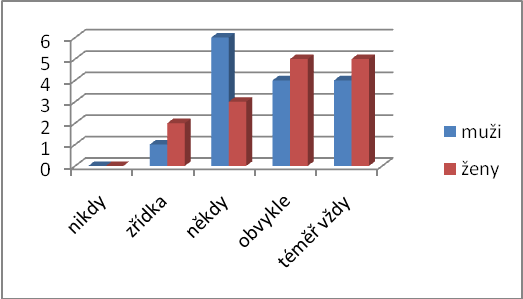 6
5
4
3
2
1
0
nikdy
zřídka
někdy
obvykle
téměř vždy
muži
ženy